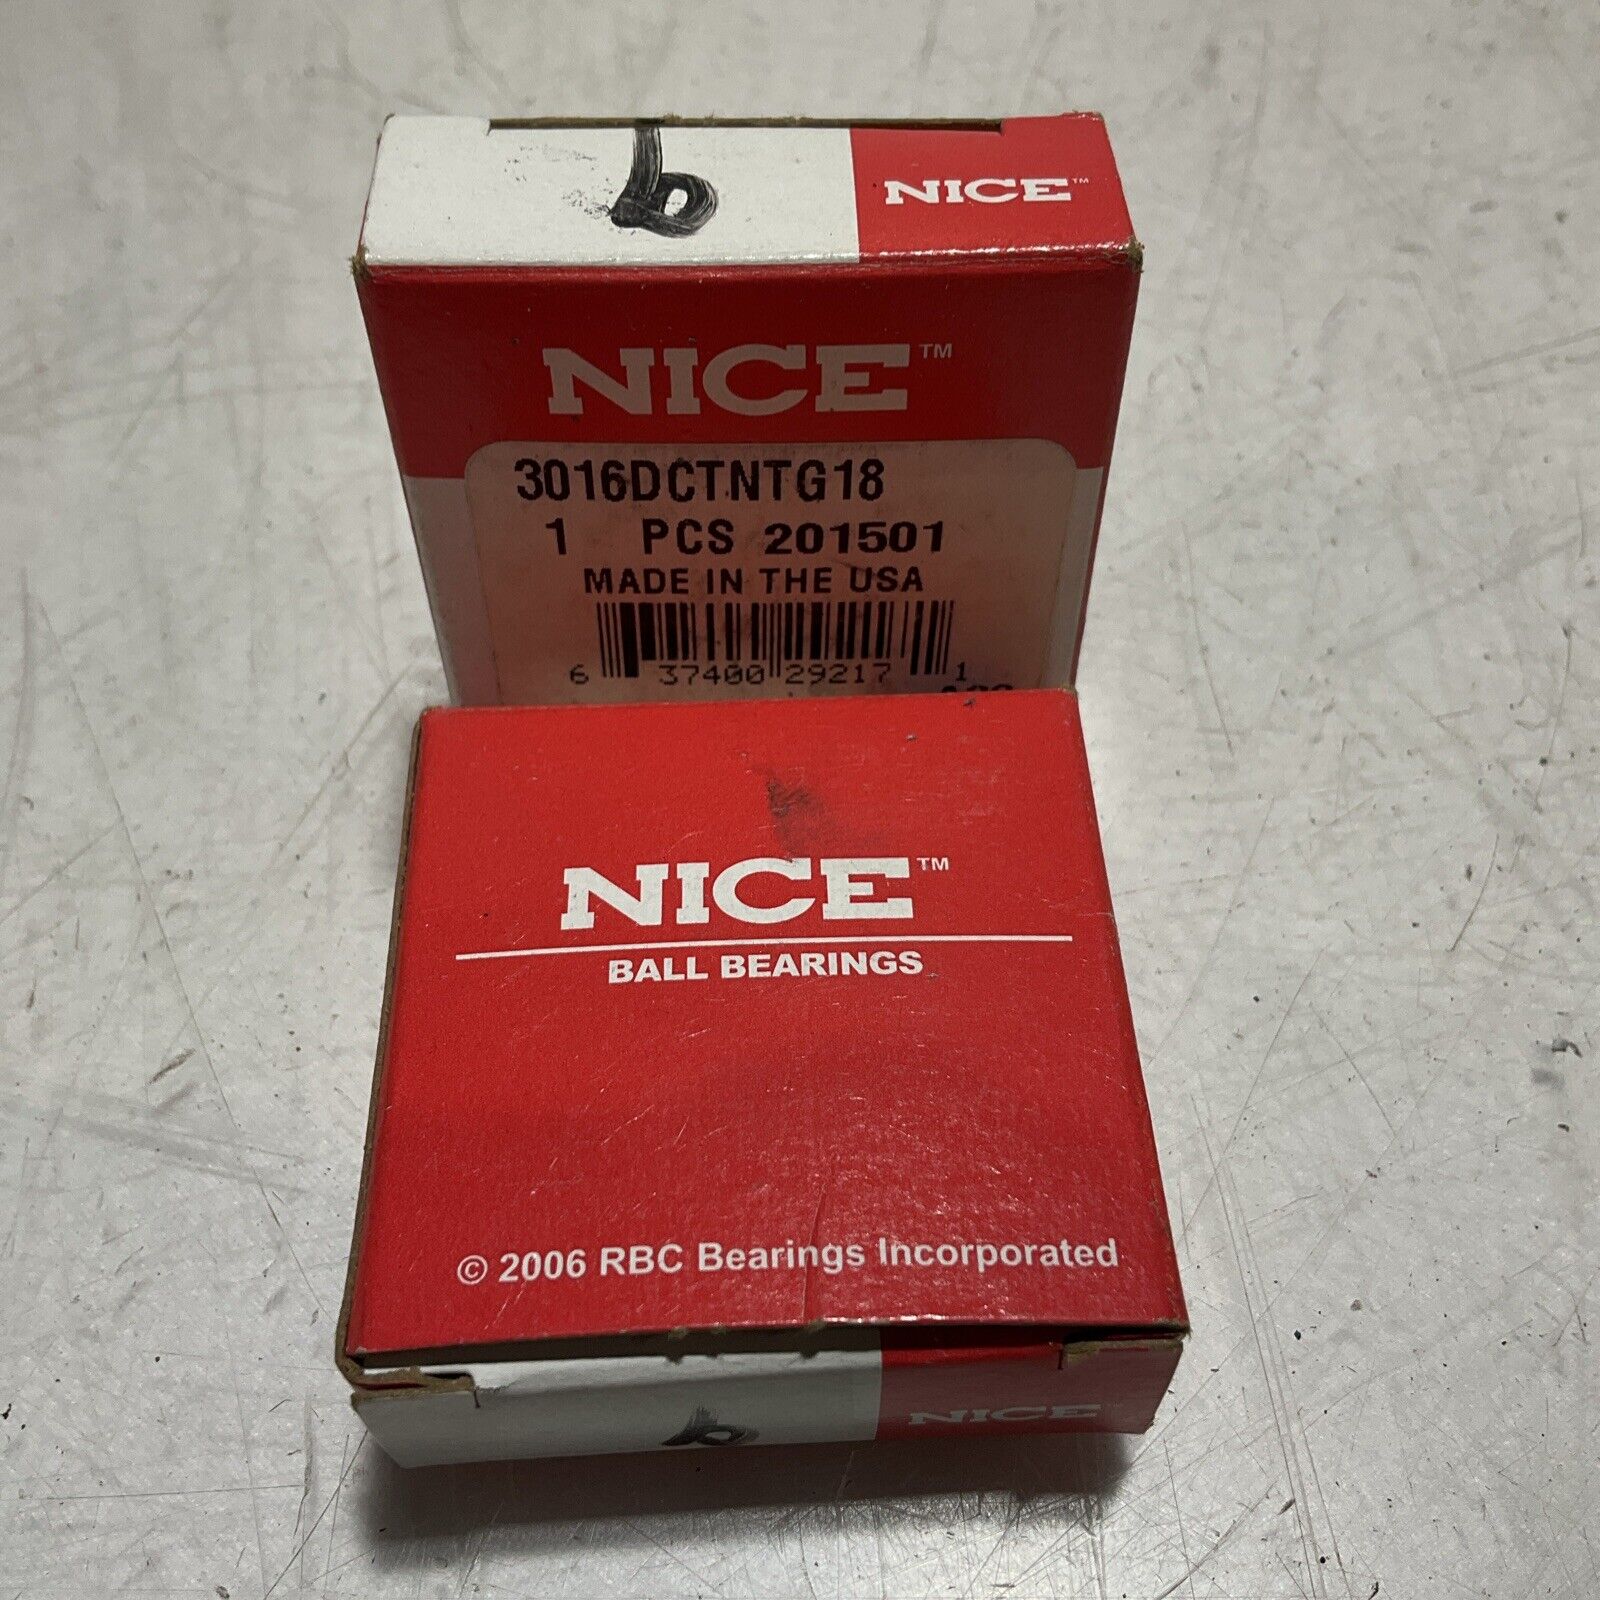 NICE™
NICE™
3016DCTNTG18
1 PCS 201501
MADE IN THE USA
6 37400 29217 1
NICE™
BALL BEARINGS
© 2006 RBC Bearings Incorporated
NICE